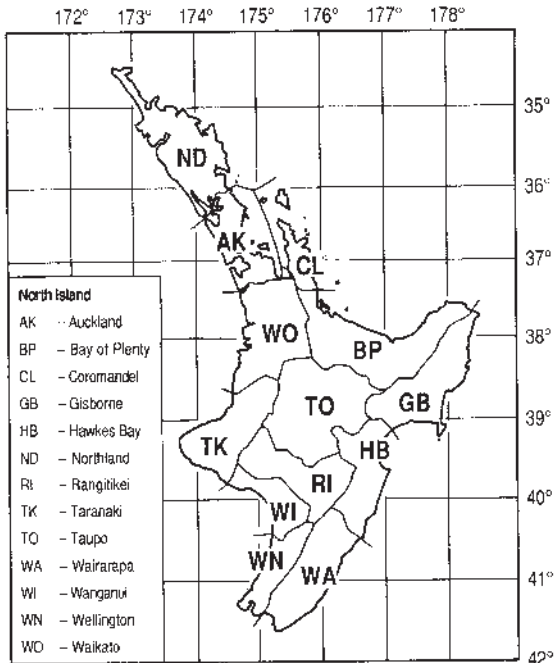 172° 173° 174° 175° 176° 177° 178°
35°
36°
37°
38°
39°
40°
41°
42°
ND
AK
CL
WO
BP
TO
GB
TK
HB
RI
WI
WN
WA
North Island
AK - Auckland
BP – Bay of Plenty
CL – Coromandel
GB – Gisborne
HB – Hawkes Bay
ND – Northland
RI – Rangitikei
TK – Taranaki
TO – Taupo
WA – Wairarapa
WI – Wanganui
WN – Wellington
WO – Waikato